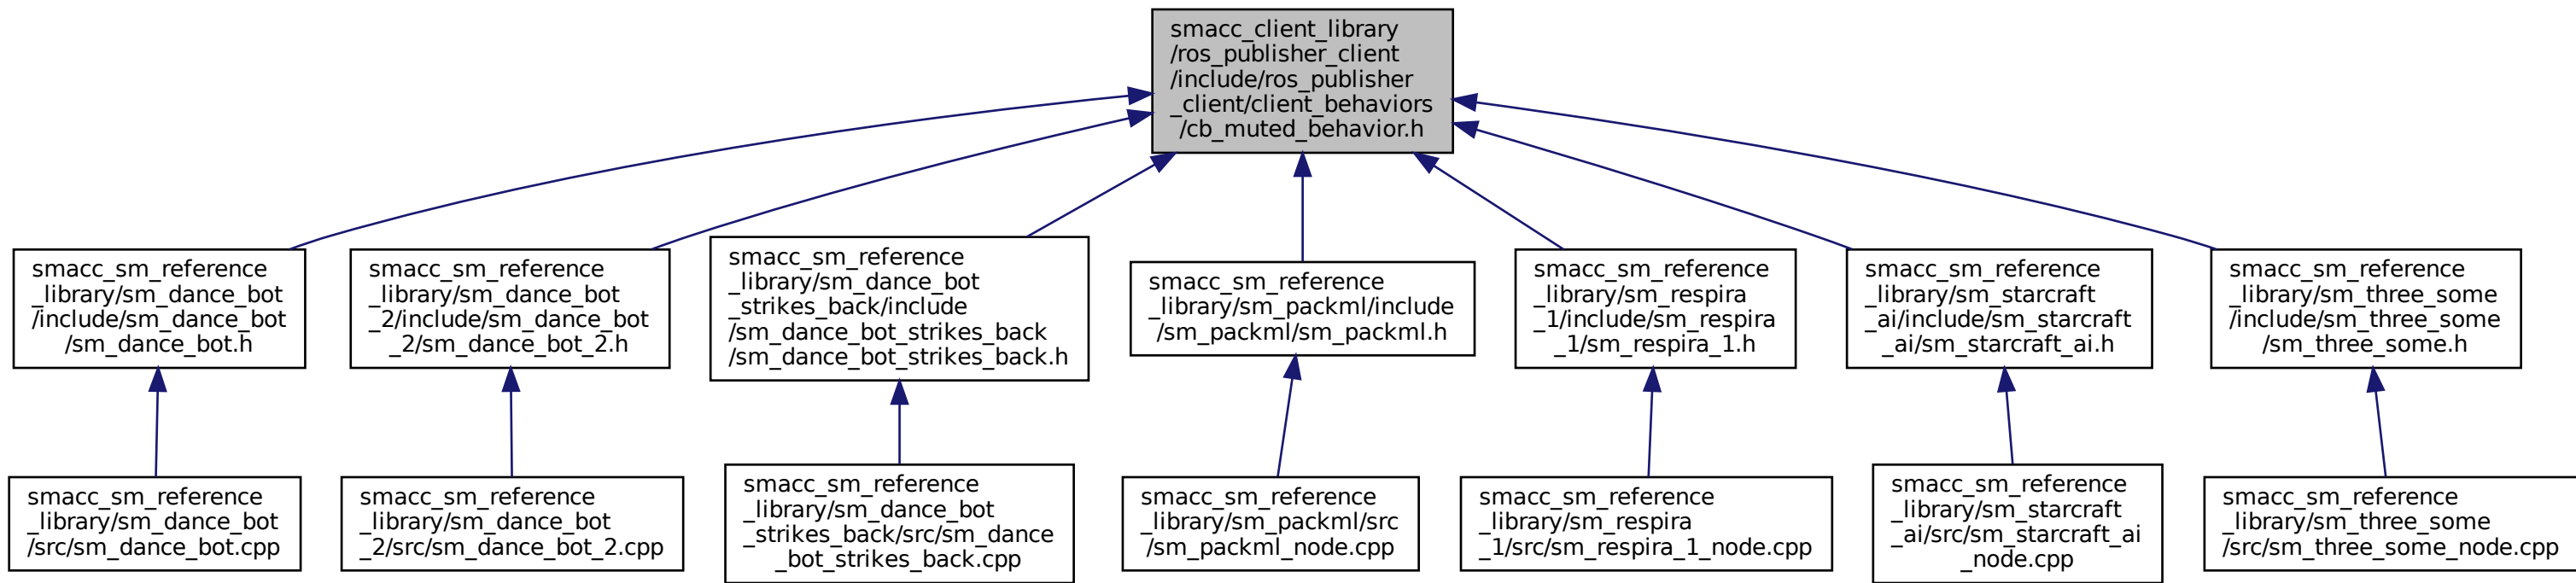 smacc_client_library
/ros_publisher_client
/include/ros_publisher
_client/client_behaviors
/cb_muted_behavior.h
smacc_sm_reference
_library/sm_dance_bot
/include/sm_dance_bot
/sm_dance_bot.h
smacc_sm_reference
_library/sm_dance_bot
_2/include/sm_dance_bot
_2/sm_dance_bot_2.h
smacc_sm_reference
_library/sm_dance_bot
_strikes_back/include
/sm_dance_bot_strikes_back
/sm_dance_bot_strikes_back.h
smacc_sm_reference
_library/sm_packml/include
/sm_packml/sm_packml.h
smacc_sm_reference
_library/sm_respira
_1/include/sm_respira
_1/sm_respira_1.h
smacc_sm_reference
_library/sm_starcraft
_ai/include/sm_starcraft
_ai/sm_starcraft_ai.h
smacc_sm_reference
_library/sm_three_some
/include/sm_three_some
/sm_three_some.h
smacc_sm_reference
_library/sm_dance_bot
/src/sm_dance_bot.cpp
smacc_sm_reference
_library/sm_dance_bot
_2/src/sm_dance_bot_2.cpp
smacc_sm_reference
_library/sm_dance_bot
_strikes_back/src/sm_dance
_bot_strikes_back.cpp
smacc_sm_reference
_library/sm_packml/src
/sm_packml_node.cpp
smacc_sm_reference
_library/sm_respira
_1/src/sm_respira_1_node.cpp
smacc_sm_reference
_library/sm_starcraft
_ai/src/sm_starcraft_ai
_node.cpp
smacc_sm_reference
_library/sm_three_some
/src/sm_three_some_node.cpp